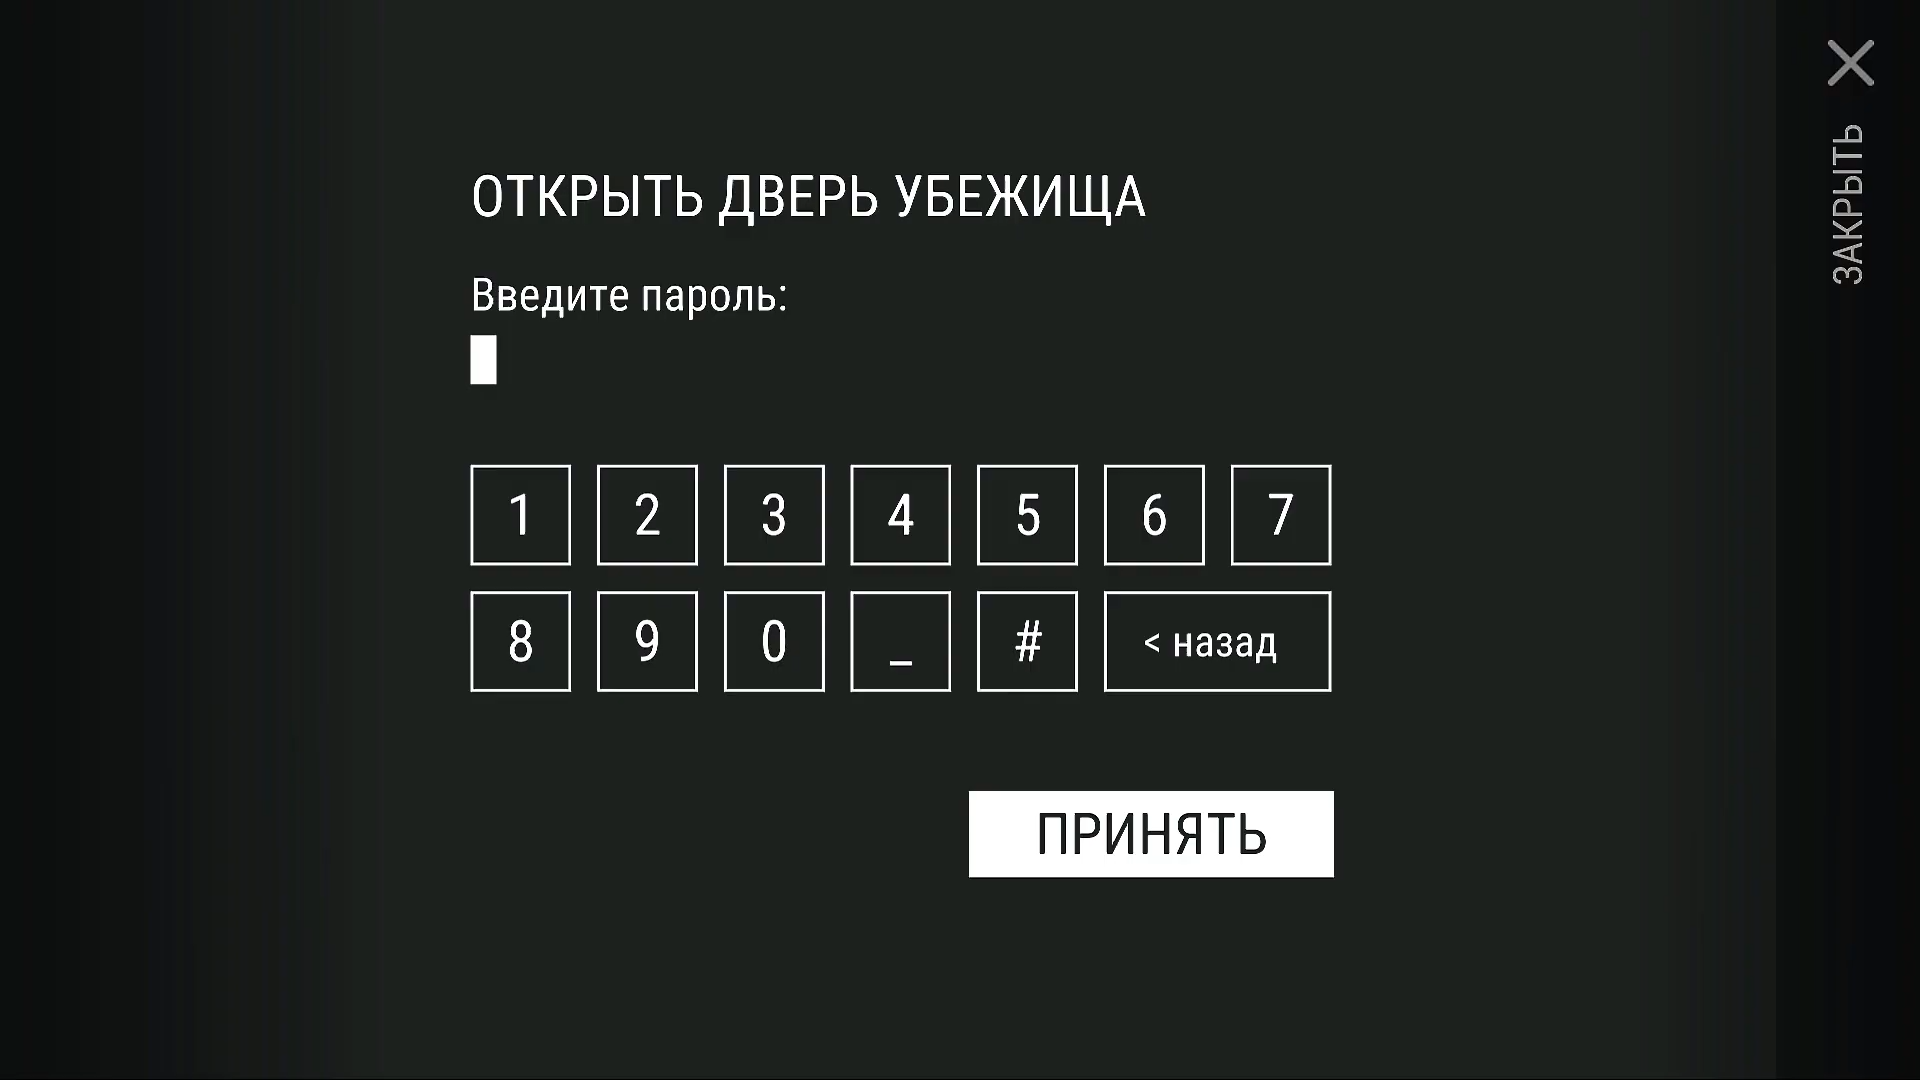 ОТКРЫТЬ ДВЕРЬ УБЕЖИЩА
Введите пароль:
1 2 3 4 5 6 7
8 9 0 _ # < назад
ПРИНЯТЬ
ЗАКРЫТЬ